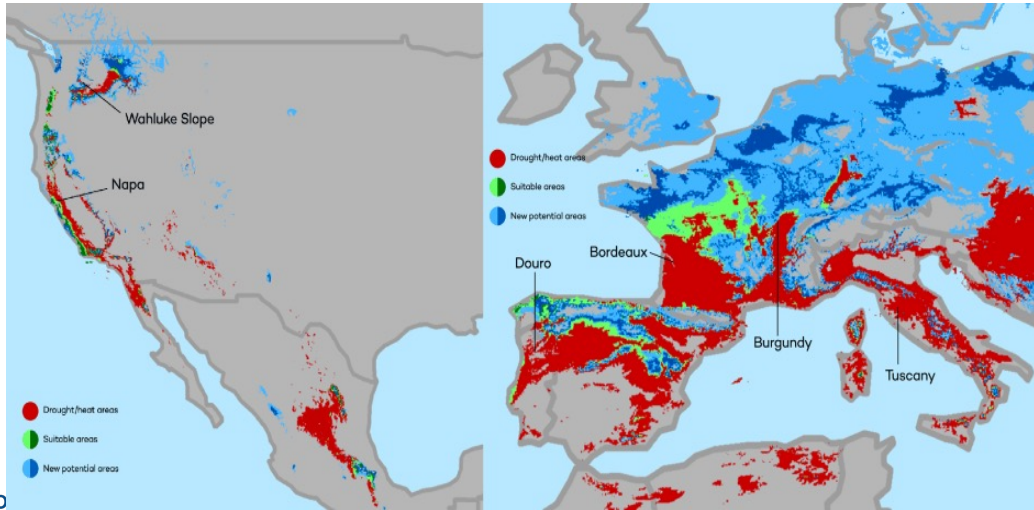 Wahluke Slope
Napa
Drought/heat areas
Suitable areas
New potential areas
Drought/heat areas
Suitable areas
New potential areas
Bordeaux
Douro
Burgundy
Tuscany